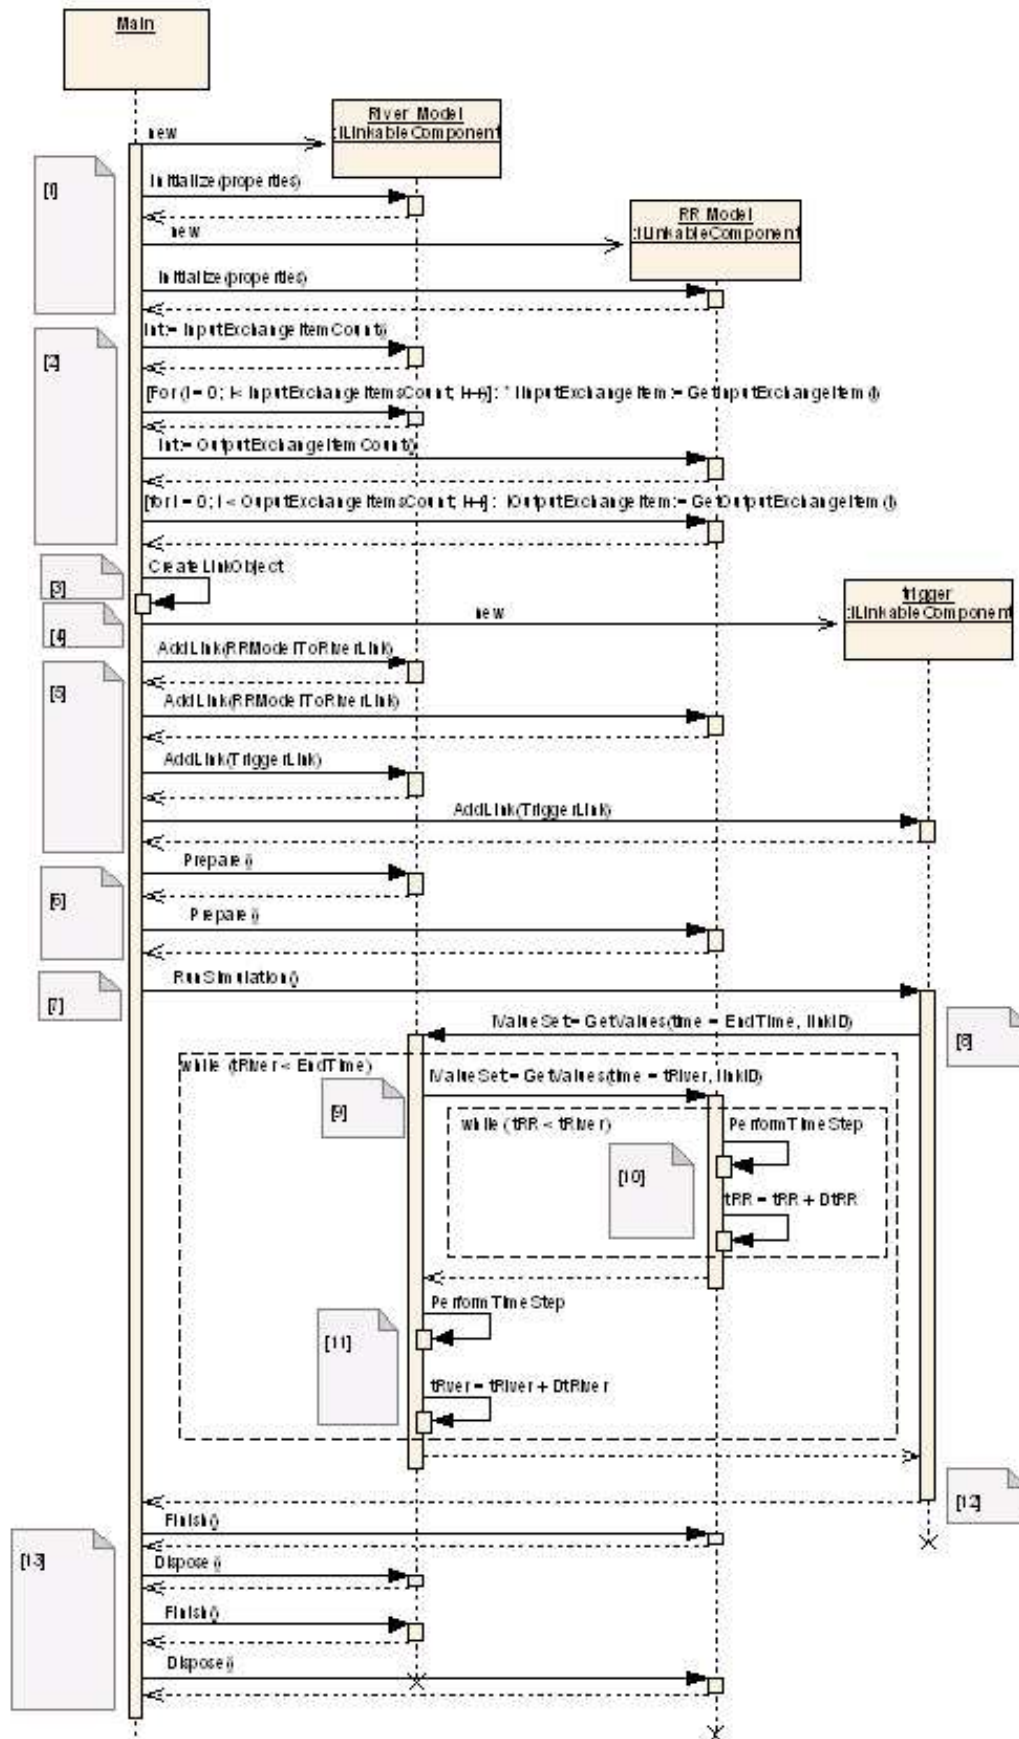 Main
River Model
:ILinkableComponent
new
[1]
Initialize(properties)
RR Model
:ILinkableComponent
new
Initialize(properties)
Int:= InputExchangeItemCount()
[2]
[For (i = 0; i< InputExchangeItemsCount; i++)]: * IInputExchangeItem:= GetInputExchangeItem(i)
Int:= OutputExchangeItemCount()
[for i = 0; i < OuputExchangeItemsCount; i++]: IOutputExchangeItem:= GetOutputExchangeItem(i)
CreateLinkObject
[3]
trigger
:ILinkableComponent
new
[4]
AddLink(RRModelToRiverLink)
[5]
AddLink(RRModelToRiverLink)
AddLink(TriggerLink)
AddLink(TriggerLink)
Prepare()
[6]
Prepare()
RunSimulation()
[7]
IValueSet= GetValues(time = EndTime, linkID)
[8]
while (tRiver < EndTime)
IValueSet= GetValues(time = tRiver, linkID)
[9]
while (tRR < tRiver)
PerformTimeStep
[10]
tRR = tRR + DtRR
PerformTimeStep
[11]
tRiver = tRiver + DtRiver
[12]
Finish()
[13]
Dispose()
Finish()
Dispose()